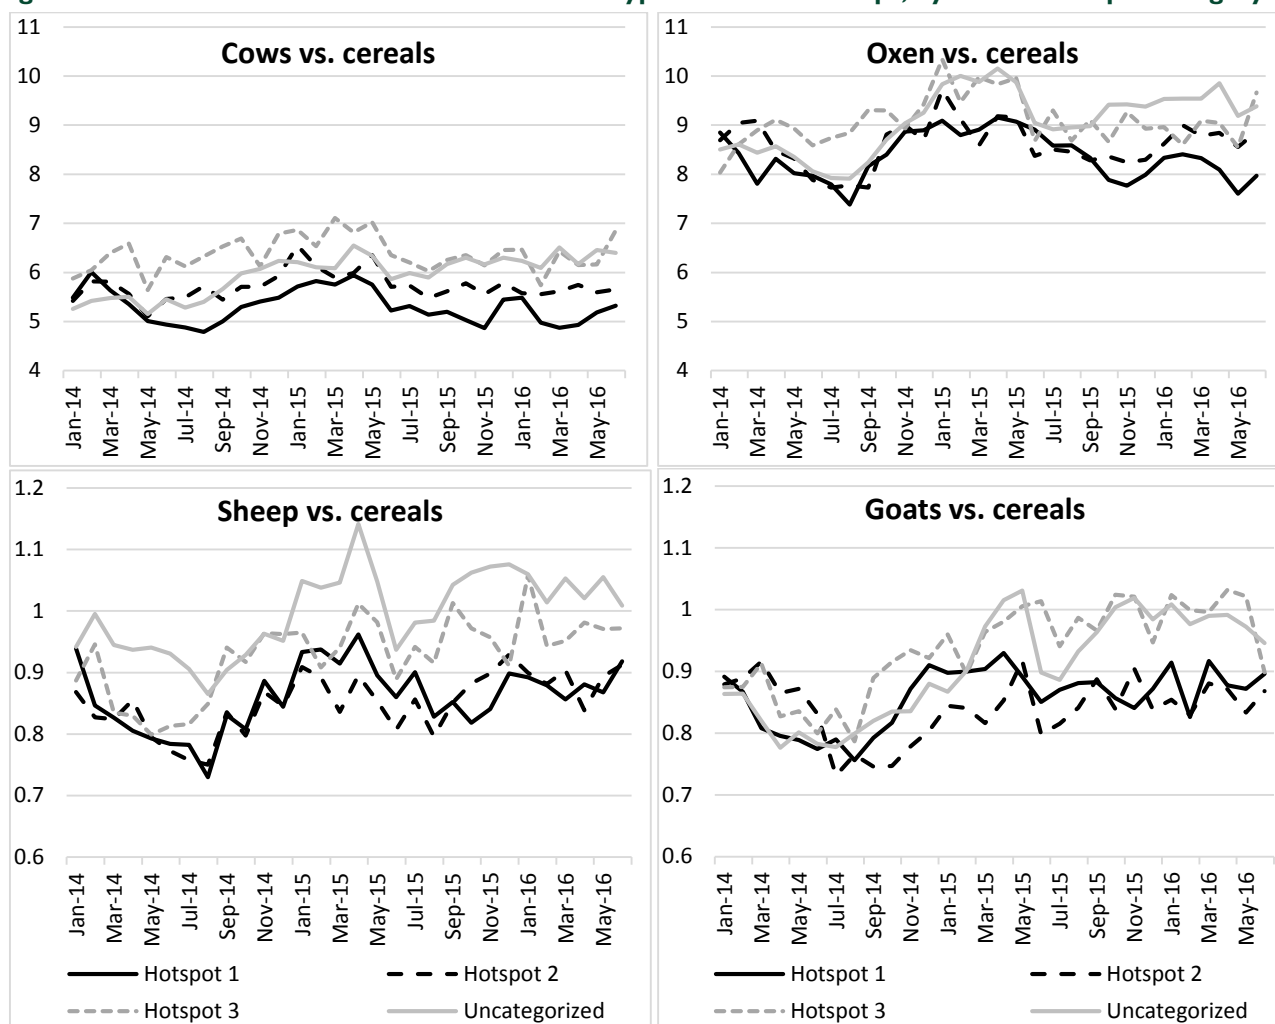 Cows vs. cereals
11
10
9
8
7
6
5
4
Jan-14
Mar-14
May-14
Jul-14
Sep-14
Nov-14
Jan-15
Mar-15
May-15
Jul-15
Sep-15
Nov-15
Jan-16
Mar-16
May-16
Oxen vs. cereals
11
10
9
8
7
6
5
4
Jan-14
Mar-14
May-14
Jul-14
Sep-14
Nov-14
Jan-15
Mar-15
May-15
Jul-15
Sep-15
Nov-15
Jan-16
Mar-16
May-16
Sheep vs. cereals
1.2
1.1
1
0.9
0.8
0.7
0.6
Jan-14
Mar-14
May-14
Jul-14
Sep-14
Nov-14
Jan-15
Mar-15
May-15
Jul-15
Sep-15
Nov-15
Jan-16
Mar-16
May-16
Hotspot 1
Hotspot 2
Hotspot 3
Uncategorized
Goats vs. cereals
1.2
1.1
1
0.9
0.8
0.7
0.6
Jan-14
Mar-14
May-14
Jul-14
Sep-14
Nov-14
Jan-15
Mar-15
May-15
Jul-15
Sep-15
Nov-15
Jan-16
Mar-16
May-16
Hotspot 1
Hotspot 2
Hotspot 3
Uncategorized